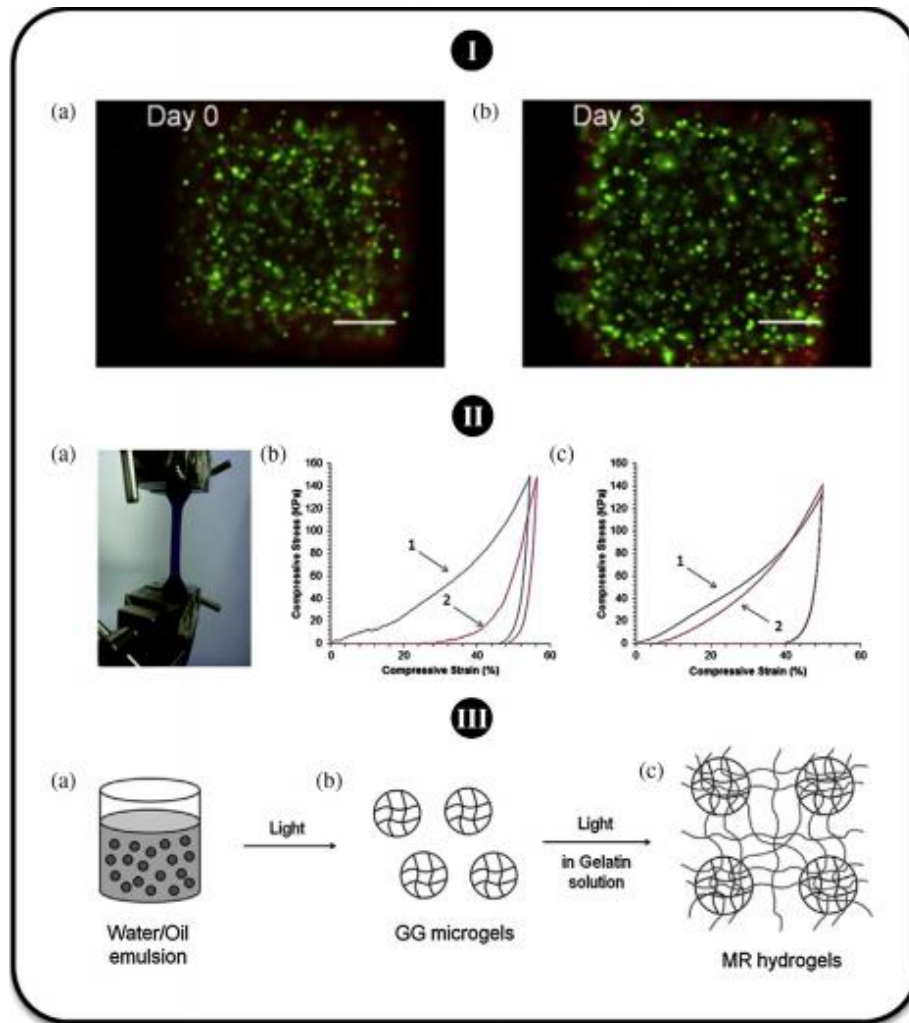 I
(a)
Day 0
(b)
Day 3
II
(a)
(b)
160
140
120
100
80
60
40
20
0
0
20
40
60
Compressive Stress (KPa)
Compressive Strain (%)
1
2
(c)
160
140
120
100
80
60
40
20
0
0
20
40
60
Compressive Stress (KPa)
Compressive Strain (%)
1
2
III
(a)
Water/Oil
emulsion
Light
(b)
GG microgels
Light
in Gelatin
solution
(c)
MR hydrogels